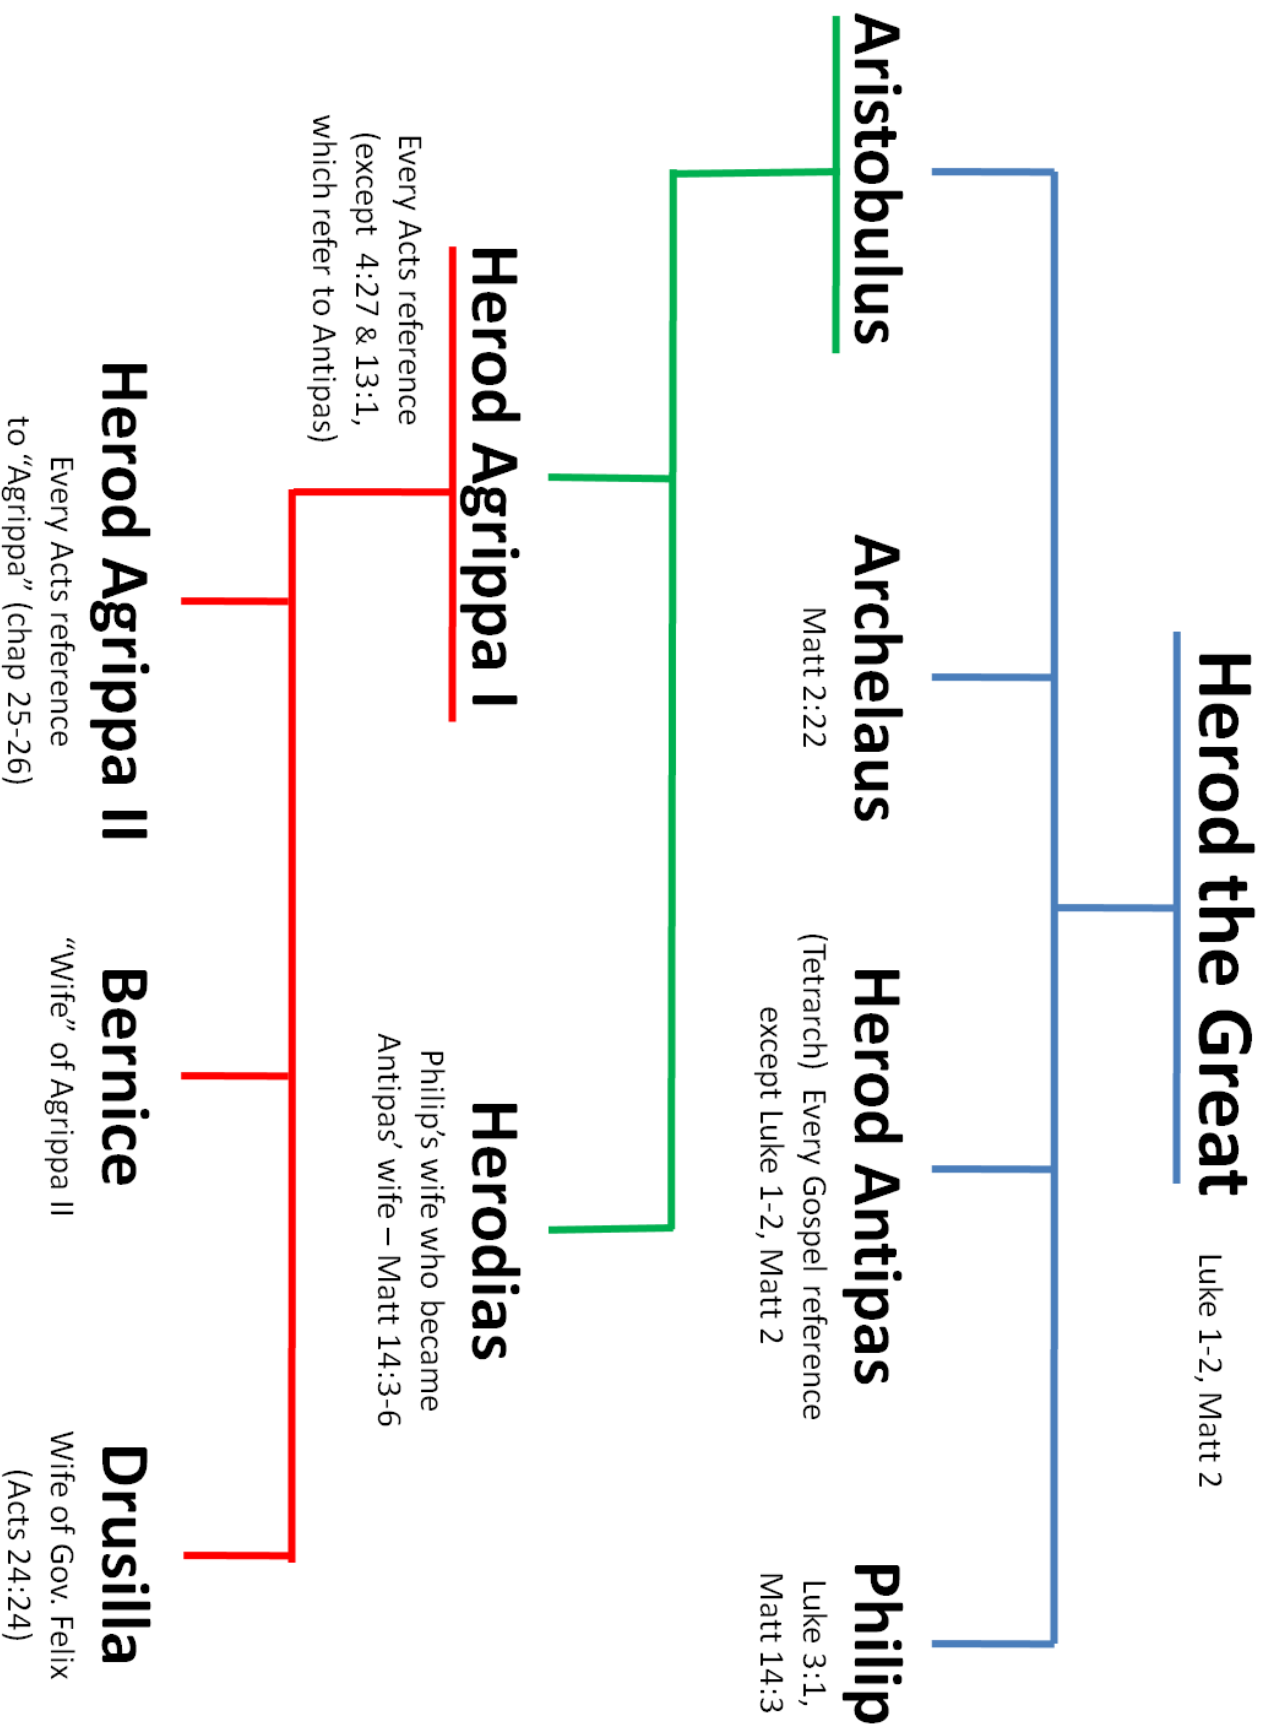 Herod the Great
Luke 1-2, Matt 2
Aristobulus
Archelaus
Matt 2:22
Herod Antipas
(Tetrarch) Every Gospel reference
except Luke 1-2, Matt 2
Philip
Luke 3:1,
Matt 14:3
Herod Agrippa I
Every Acts reference
(except 4:27 & 13:1,
which refer to Antipas)
Herodias
Philip’s wife who became
Antipas’ wife – Matt 14:3-6
Herod Agrippa II
Every Acts reference
to “Agrippa” (chap 25-26)
Bernice
“Wife” of Agrippa II
Drusilla
Wife of Gov. Felix
(Acts 24:24)